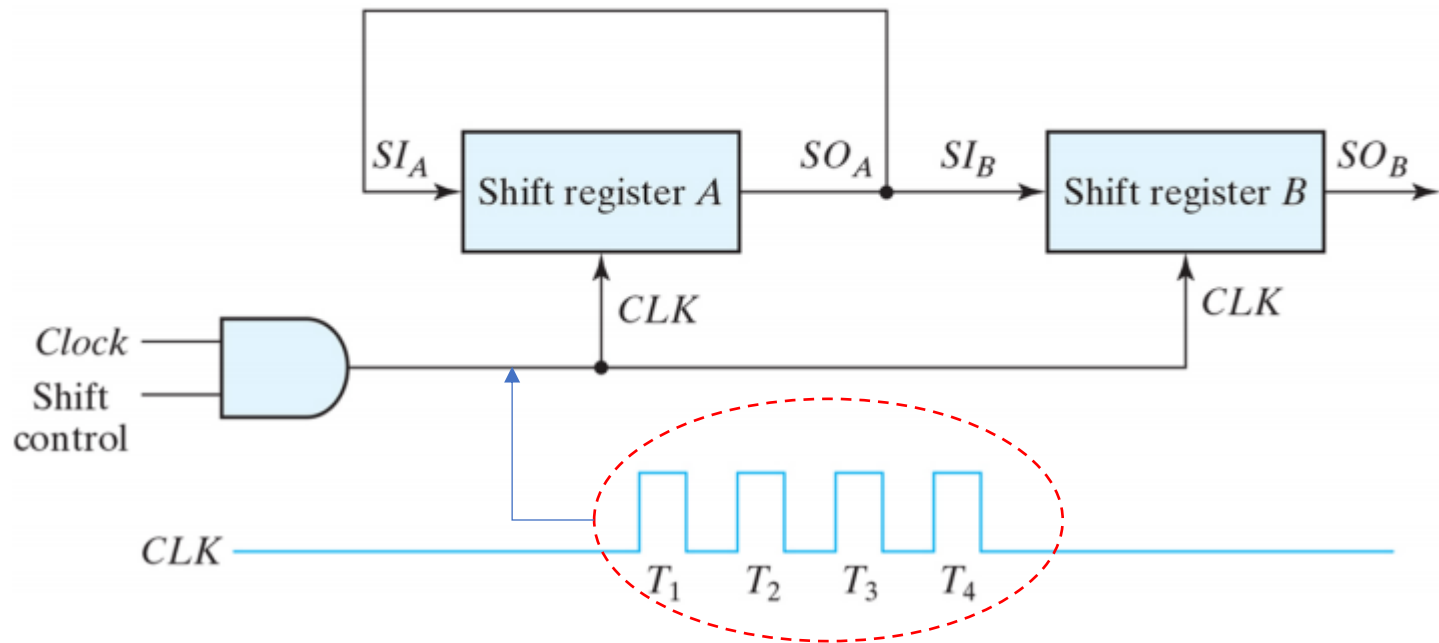 SI_A
Shift register A
SO_A
SI_B
Shift register B
SO_B
CLK
CLK
Clock
Shift
control
CLK
T_1
T_2
T_3
T_4